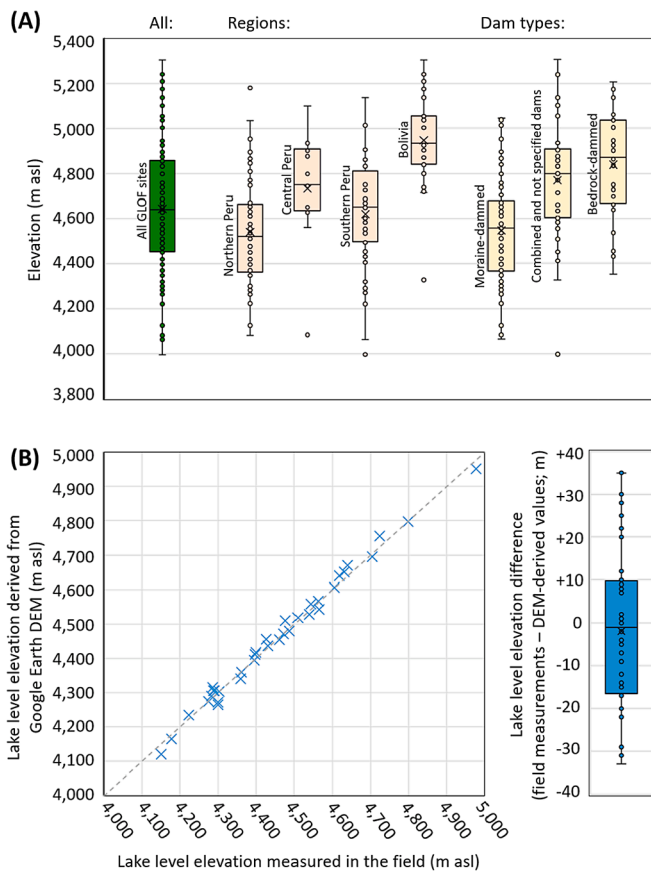 (A)
All:
Regions:
Dam types:
5,400
5,200
5,000
4,800
4,600
4,400
4,200
4,000
3,800
Elevation (m asl)
All GLOF sites
Northern Peru
Central Peru
Southern Peru
Bolivia
Moraine-dammed
Combined and not specified dams
Bedrock-dammed
(B)
5,000
4,900
4,800
4,700
4,600
4,500
4,400
4,300
4,200
4,100
4,000
Lake level elevation derived from
Google Earth DEM (m asl)
4,000
4,100
4,200
4,300
4,400
4,500
4,600
4,700
4,800
4,900
5,000
Lake level elevation measured in the field (m asl)
+40
+30
+20
+10
0
-10
-20
-30
-40
Lake level elevation difference
(field measurements – DEM-derived values; m)